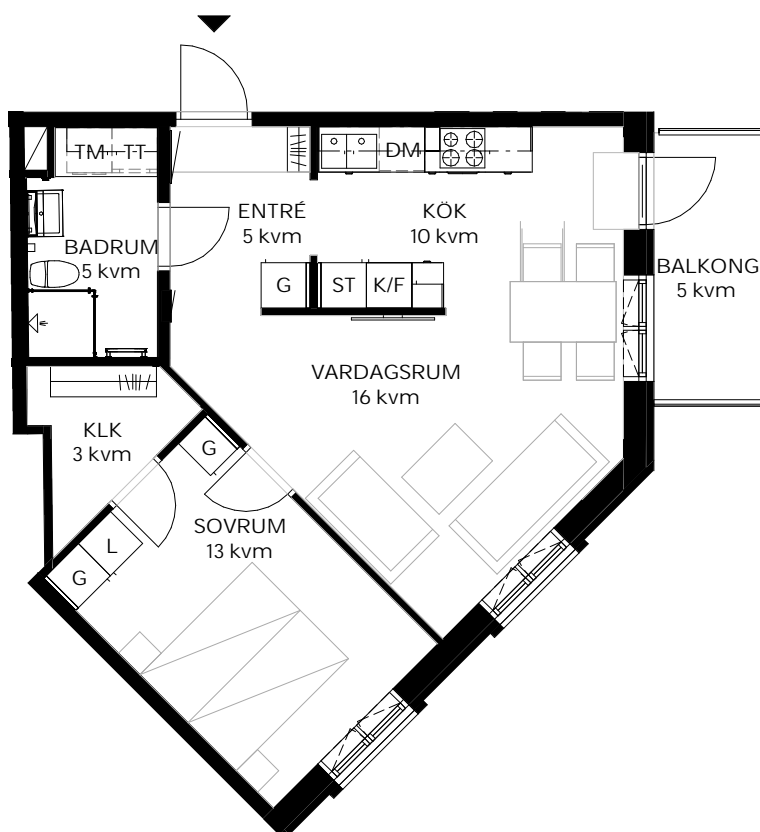 TM TT
DM
ENTRÉ
5 kvm
KÖK
10 kvm
BADRUM
5 kvm
BALKONG
5 kvm
G
ST
K/F
VARDAGSRUM
16 kvm
KLK
3 kvm
G
SOVRUM
13 kvm
L
G